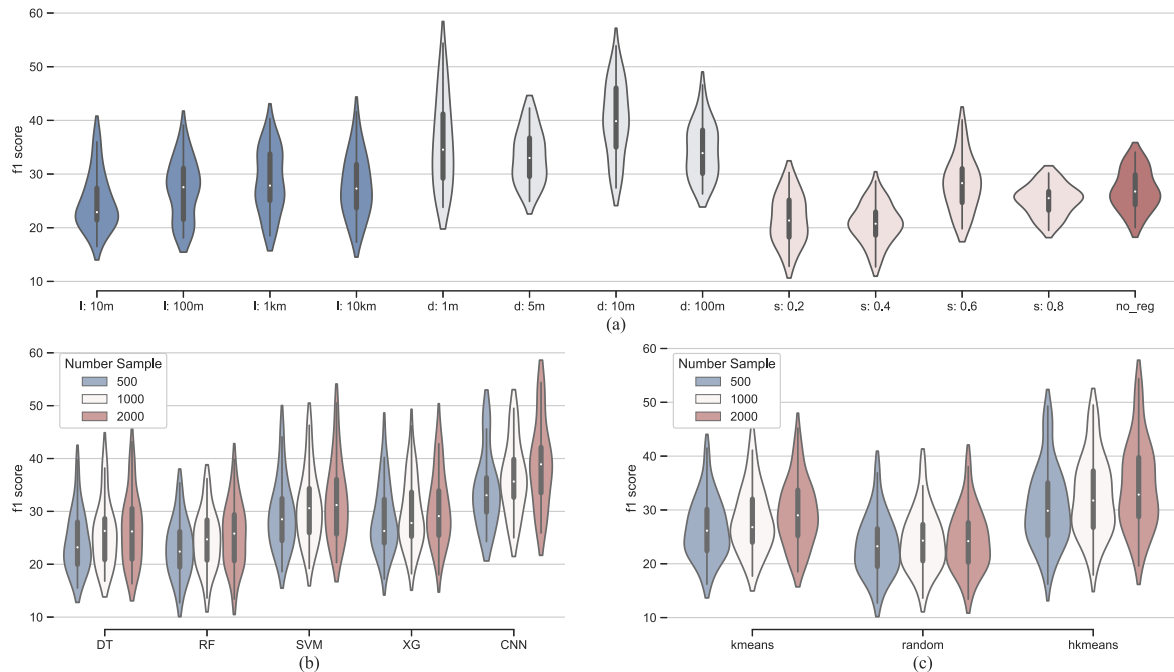 60
50
40
30
20
10
f1 score
l: 10m l: 100m l: 1km l: 10km d: 1m d: 5m d: 10m d: 100m s: 0.2 s: 0.4 s: 0.6 s: 0.8 no_reg
(a)
60
50
40
30
20
10
f1 score
Number Sample
500
1000
2000
DT RF SVM XG CNN
(b)
60
50
40
30
20
10
f1 score
Number Sample
500
1000
2000
kmeans random hkmeans
(c)